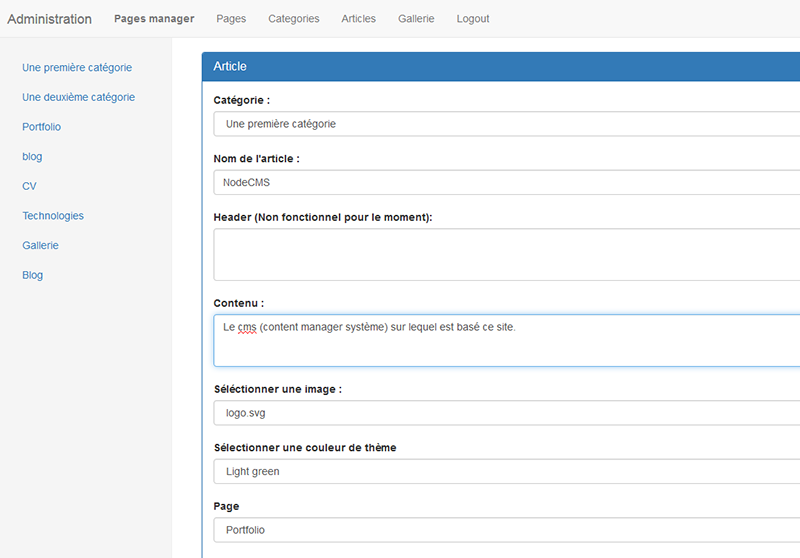 Administration Pages manager Pages Categories Articles Gallerie Logout
Une première catégorie
Une deuxième catégorie
Portfolio
blog
CV
Technologies
Gallerie
Blog
Article
Catégorie :
Une première catégorie
Nom de l'article :
NodeCMS
Header (Non fonctionnel pour le moment):
Contenu :
Le cms (content manager système) sur lequel est basé ce site.
Séléctionner une image :
logo.svg
Sélectionner une couleur de thème
Light green
Page
Portfolio